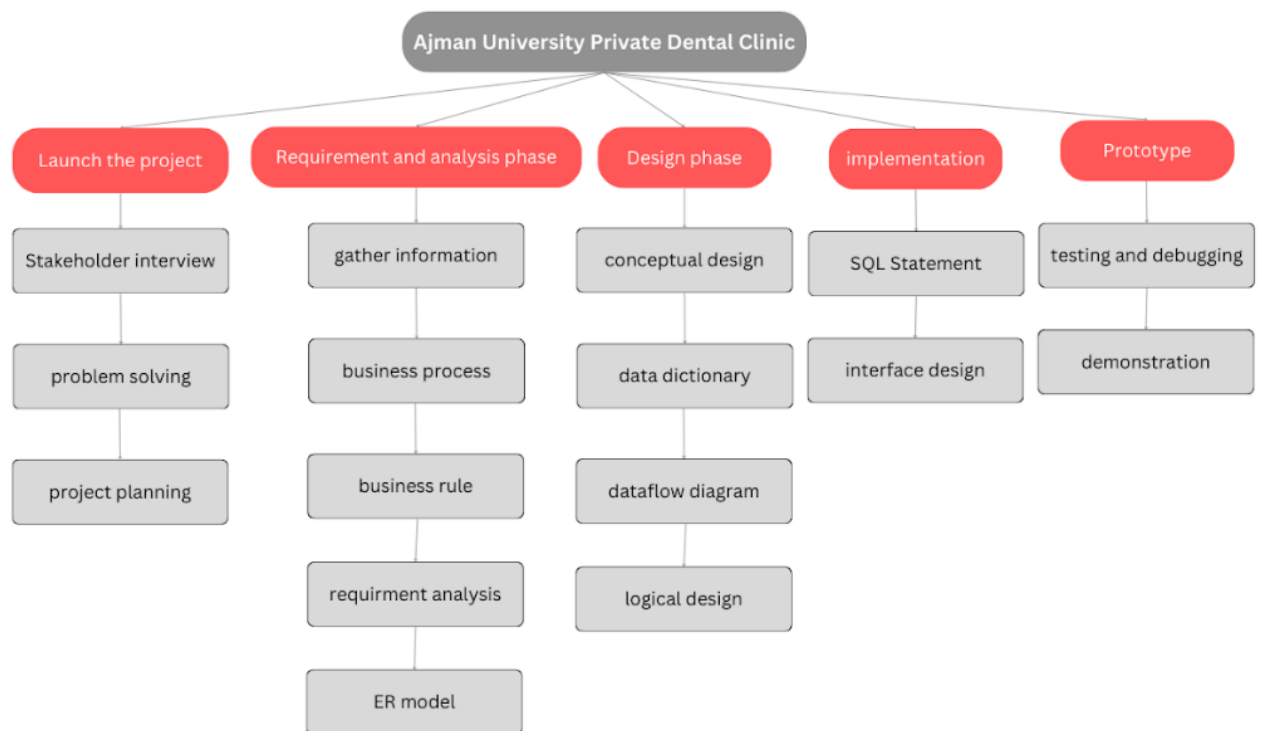 Ajman University Private Dental Clinic
Launch the project
Stakeholder interview
problem solving
project planning
Requirement and analysis phase
gather information
business process
business rule
requirment analysis
ER model
Design phase
conceptual design
data dictionary
dataflow diagram
logical design
implementation
SQL Statement
interface design
Prototype
testing and debugging
demonstration